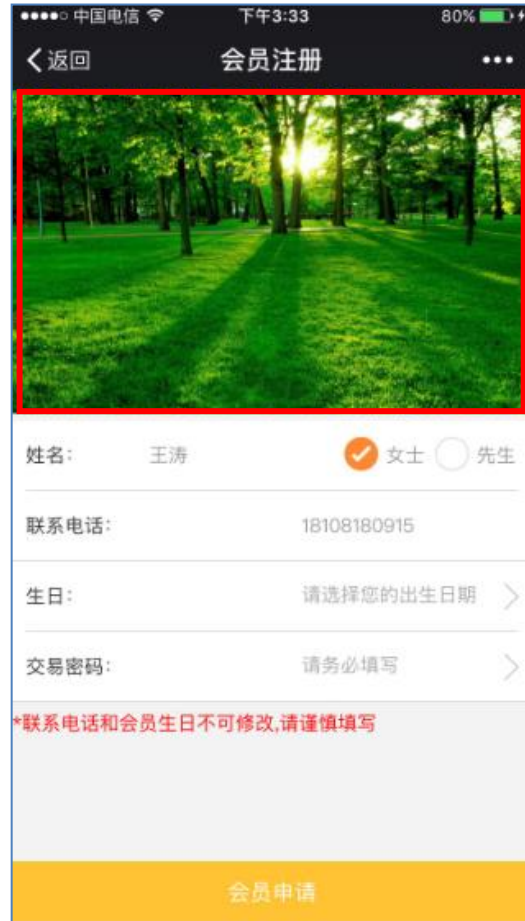 中国电信 下午3:33 80%
返回 会员注册
姓名: 王涛 女士 先生
联系电话: 18108180915
生日: 请选择您的出生日期
交易密码: 请务必填写
*联系电话和会员生日不可修改,请谨慎填写
会员申请